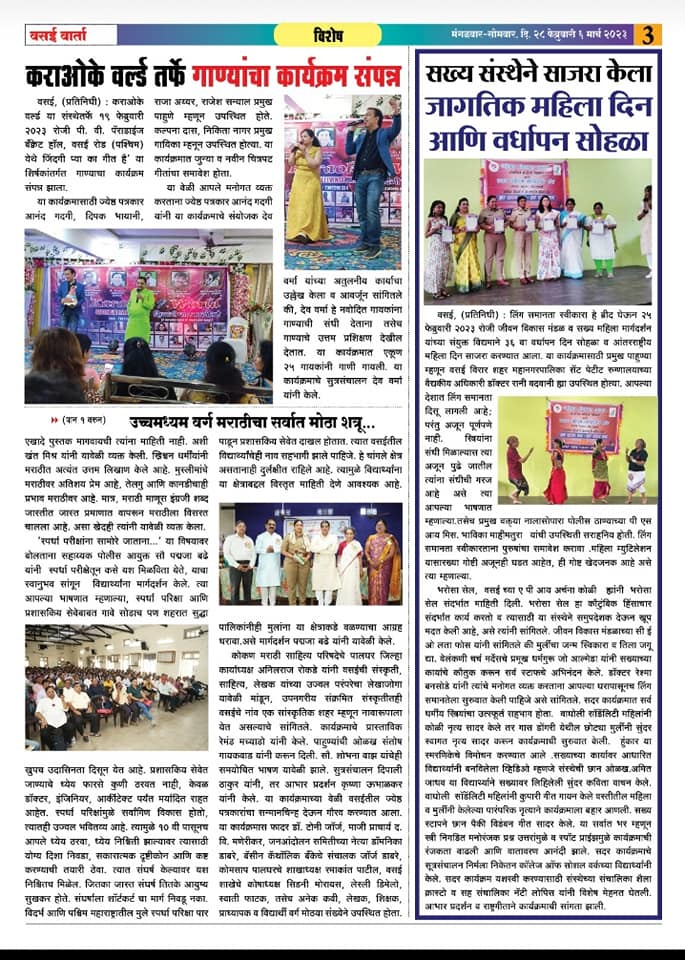 वसई वार्ता
विशेष
मंगळवार-सोमवार, दि. २८ फेब्रुवारी ६ मार्च २०२३
3
कराओके वर्ल्ड तर्फे गाण्यांचा कार्यक्रम संपन्न
वसई, (प्रतिनिधी) : कराओके
वर्ल्ड या संस्थेतर्फे १९ फेब्रुवारी
२०२३ रोजी पी. वी. पॅराडाईज
बँक्वेट हॉल, वसई रोड (पश्चिम)
येथे जिंदगी प्या का गीत है' या
शिर्षकांतर्गत गाण्याचा कार्यक्रम
संपन्न झाला.
या कार्यक्रमासाठी ज्येष्ठ पत्रकार
आनंद गदगी, दिपक भायानी,
राजा अय्यर, राजेश सन्याल प्रमुख
पाहुणे म्हणून उपस्थित होते.
कल्पना दास, निकिता नागर प्रमुख
गायिका म्हणून उपस्थित होत्या. या
कार्यक्रमात जुन्या व नवीन चित्रपट
गीतांचा समावेश होता.
या वेळी आपले मनोगत व्यक्त
करताना ज्येष्ठ पत्रकार आनंद गदगी
यांनी या कार्यक्रमाचे संयोजक देव
वर्मा यांच्या अतुलनीय कार्याचा
उल्लेख केला व आवर्जून सांगितले
की, देव वर्मा हे नवोदित गायकांना
गाण्याची संधी देताना तसेच
गाण्याचे उत्तम प्रशिक्षण देखील
देतात. या कार्यक्रमात एकूण
२५ गायकांनी गाणी गायली. या
कार्यक्रमाचे सूत्रसंचालन देव वर्मा
यांनी केले.
(पान १ वरुन)
उच्चमध्यम वर्ग मराठीचा सर्वात मोठा शत्रू...
एखादे पुस्तक मागवायची त्यांना माहिती नाही. अशी
खंत मिश्र यांनी यावेळी व्यक्त केली. ख्रिश्चन धर्मीयांनी
मराठीत अत्यंत उत्तम लिखाण केले आहे. मुस्लीमांचे
मराठीवर अतिशय प्रेम आहे, तेलगु आणि कानडीचाही
प्रभाव मराठीवर आहे. मात्र, मराठी माणूस इंग्रजी शब्द
जास्तीत जास्त प्रमाणात वापरून मराठीला विसरत
चालला आहे. असा खेदही त्यांनी यावेळी व्यक्त केला.
'स्पर्धा परीक्षांना सामोरे जाताना...' या विषयावर
बोलताना सहाय्यक पोलीस आयुक्त सौ पद्मजा बढे
यांनी स्पर्धा परीक्षेतून कसे यश मिळविता येते, याचा
स्वानुभव सांगून विद्यार्थ्यांना मार्गदर्शन केले. त्या
आपल्या भाषणात म्हणाल्या, स्पर्धा परिक्षा आणि
प्रशासकिय सेवेबाबत गावे सोडाच पण शहरात सुद्धा
खुपच उदासिनता दिसून येत आहे. प्रशासकिय सेवेत
जाण्याचे ध्येय फारसे कुणी ठरवत नाही, केवळ
डॉक्टर, इंजिनियर, आर्कीटेक्ट पर्यंत मर्यादित राहत
आहेत. स्पर्धा परिक्षांमुळे सर्वांगिण विकास होतो,
त्यातही उज्वल भवितव्य आहे. त्यामुळे १० वी पासूनच
आपले ध्येय ठरवा, ध्येय निश्चिती झाल्यावर त्यासाठी
योग्य दिशा निवडा, सकारात्मक दृष्टीकोन आणि कष्ट
करण्याची तयारी ठेवा. त्यात संघर्ष केल्यावर यश
निश्चितच मिळेल. जितका जास्त संघर्ष तितके आयुष्य
सुखकर होते. संघर्षाला शॉर्टकर्ट चा मार्ग निवडू नका.
विदर्भ आणि पश्चिम महाराष्ट्रातील मुले स्पर्धा परिक्षा पार
पाडून प्रशासकिय सेवेत दाखल होतात. त्यात वसईतील
विद्यार्थ्यांचेही नाव सहभागी झाले पाहिजे. हे चांगले क्षेत्र
असतानाही दुर्लक्षीत राहिले आहे. त्यामुळे विद्यार्थ्यांना
या क्षेत्राबद्दल विस्तृत माहिती देणे आवश्यक आहे.
पालिकांनीही मुलांना या क्षेत्राकडे वळण्याचा आग्रह
धरावा.असे मार्गदर्शन पद्मजा बढे यांनी यावेळी केले.
कोकण मराठी साहित्य परिषदेचे पालघर जिल्हा
कार्याध्यक्ष अनिलराज रोकडे यांनी वसईची संस्कृती,
साहित्य, लेखक यांच्या उज्वल परंपरेचा लेखाजोगा
यावेळी मांडून, उपनगरीय संक्रमित संस्कृतीतही
वसईचे नांव एक सांस्कृतिक शहर म्हणून नावारूपाला
येत असल्याचे सांगितले. कार्यक्रमाचे प्रास्ताविक
रेमंड मच्याडो यांनी केले. पाहुण्यांची ओळख संतोष
गायकवाड यांनी करून दिली. सौ. शोभना वाझ यांचेही
समयोचित भाषण यावेळी झाले. सुत्रसंचालन दिपाली
ठाकुर यांनी, तर आभार प्रदर्शन कृष्णा ऊभाळकर
यांनी केले. या कार्यक्रमाच्या वेळी वसईतील ज्येष्ठ
पत्रकारांचा सन्मानचिन्ह देऊन गौरव करण्यात आला.
या कार्यक्रमास फादर डॉ. टोनी जॉर्ज, माजी प्राचार्य द.
वि. मणेरीकर, जनआंदोलन समितीच्या नेत्या डॉमनिका
डाबरे, बॅसीन कॅथॉलिक बँकेचे संचालक जॉर्ज डाबरे,
कोमसाप पालघरचे शाखाध्यक्ष रमाकांत पाटील, वसई
शाखेचे कोषाध्यक्ष सिडनी मोरायस, लेस्ली डिमेलो,
स्वाती फाटक, तसेच अनेक कवी, लेखक, शिक्षक,
प्राध्यापक व विद्यार्थी वर्ग मोठया संख्येने उपस्थित होता.
सख्य संस्थेने साजरा केला
जागतिक महिला दिन
आणि वर्धापन सोहळा
वसई, (प्रतिनिधी) : लिंग समानता स्वीकारा हे ब्रीद घेऊन २५
फेब्रुवारी २०२३ रोजी जीवन विकास मंडळ व सख्य महिला मार्गदर्शन
यांच्या संयुक्त विद्यमाने ३६ वा वर्धापन दिन सोहळा व आंतरराष्ट्रीय
महिला दिन साजरा करण्यात आला. या कार्यक्रमासाठी प्रमुख पाहुण्या
म्हणून वसई विरार शहर महानगरपालिका सेंट पेटीट रुग्णालयाच्या
वैद्यकीय अधिकारी डॉक्टर रानी बदवानी ह्या उपस्थित होत्या. आपल्या
देशात लिंग समानता
दिसू लागली आहे;
परंतु अजून पूर्णपणे
नाही. स्त्रियांना
संधी मिळाल्यास त्या
अजून पुढे जातील
त्यांना संधीची गरज
आहे असे त्या
आपल्या भाषणात
म्हणाल्या.तसेच प्रमुख वक्त्या नालासोपारा पोलीस ठाण्याच्या पी एस
आय मिस. भाविका माहीमतुरा यांची उपस्थिती सराहनीय होती. लिंग
समानता स्वीकारताना पुरुषांचा समावेश करावा .महिला म्युटिलेशन
यासारख्या गोष्टी अजूनही घडत आहेत, ही गोष्ट खेदजनक आहे असे
त्या म्हणाल्या.
भरोसा सेल, वसई च्या ए पी आय अर्चना कोळी ह्यांनी भरोसा
सेल संदर्भात माहिती दिली. भरोसा सेल हा कौटुंबिक हिंसाचार
संदर्भात कार्य करतो व त्यासाठी या संस्थेने समुपदेशक देऊन खूप
मदत केली आहे, असे त्यांनी सांगितले. जीवन विकास मंडळाच्या सी ई
ओ लता फोस यांनी सांगितले की मुलींचा जन्म स्विकारा व तिला जगू
द्या. वेलंकणी चर्च मर्देसचे प्रमुख धर्मगुरू जो आल्मेडा यांनी सख्याच्या
कायांचे कौतुक करून सर्व स्टाफचे अभिनंदन केले. डॉक्टर रेश्मा
बनसोडे यांनी त्यांचे मनोगत व्यक्त करताना आपल्या घरापासूनच लिंग
समानतेला सुरुवात केली पाहिजे असे सांगितले. सदर कार्यक्रमात सर्व
धर्मीय स्त्रियांचा उत्स्फूर्त सहभाग होता. वाघोली रॉडिलिटी महिलांनी
कोळी नृत्य सादर केले तर गास डोंगरी येथील छोट्या मुलींनी सुंदर
स्वागत नृत्य सादर करून कार्यक्रमाची सुरुवात केली. हुंकार या
स्मरणिकेचे विमोचन करण्यात आले .सख्याच्या कार्यावर आधारित
विद्यार्थ्यांनी बनविलेला व्हिडिओ म्हणजे संस्थेची छान ओळख.अमित
जाधव या विद्यार्थ्याने सख्यावर लिहिलेली सुंदर कविता वाचन केले.
वाघोली सॉडिलिटी महिलांनी कुपारी गीत गायन केले वस्तीतील महिला
व मुलींनी केलेल्या पारंपरिक नृत्याने कार्यक्रमाला बहार आणली. सख्य
स्टाफने छान पैकी विडंबन गीत सादर केले. या सर्वात भर म्हणून
स्त्री निगडित मनोरंजक प्रश्न उत्तरांमुळे व स्पॉट प्राईझमुळे कार्यक्रमाची
रंजकता वाढली आणि वातावरण आनंदी झाले. सदर कार्यक्रमाचे
सूत्रसंचालन निर्मला निकेतन कॉलेज ऑफ सोशल वर्कच्या विद्यार्थ्यांनी
केले. सदर कार्यक्रम यशस्वी करण्यासाठी संस्थेच्या संचालिका शैला
क्रास्टो व सह संचालिका नॅटी लोपिस यांनी विशेष मेहनत घेतली.
आभार प्रदर्शन व राष्ट्रगीताने कार्यक्रमाची सांगता झाली.